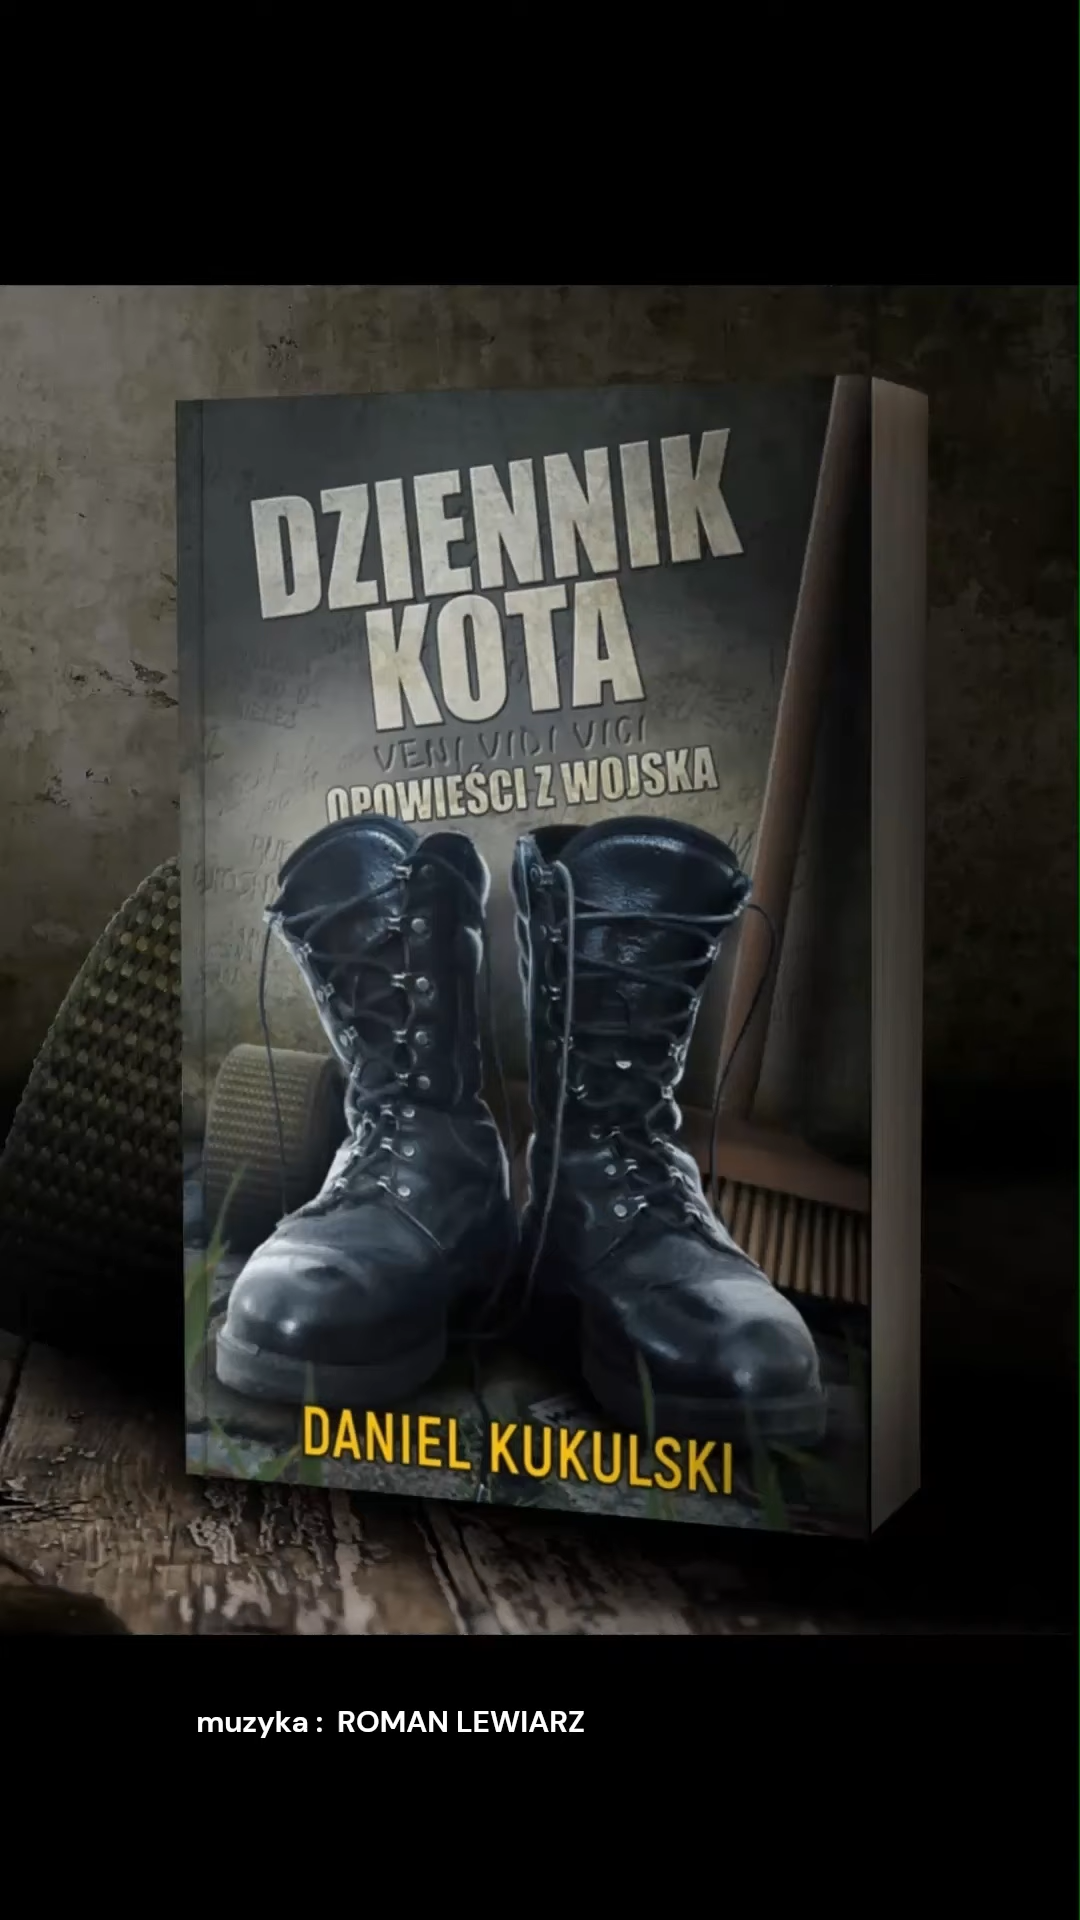 DZIENNIK
KOTA
VENI VIDI VICI
OPOWIEŚCI Z WOJSKA
DANIEL KUKULSKI
muzyka : ROMAN LEWIARZ